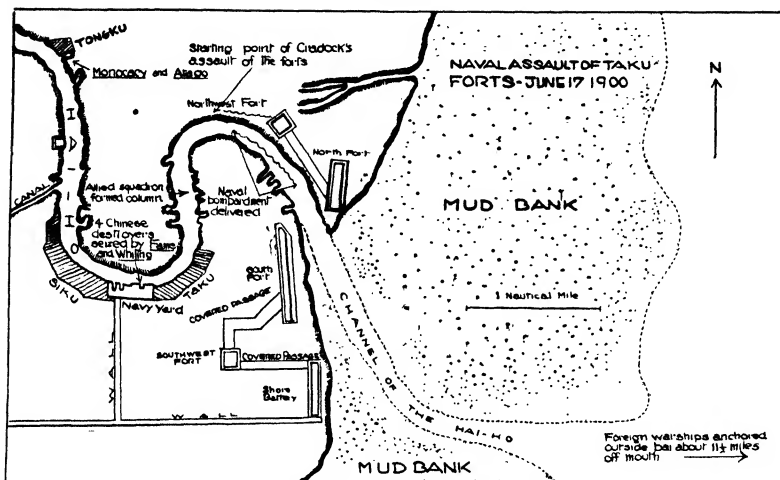 TONGKU
Monocacy and Atago
Starting point of Cradock's
assault of the forts
NAVAL ASSAULT OF TAKU
FORTS - JUNE 17 1900
N
Northwest Fort
North Fort
PEI-HO
CANAL
Allied squadron
formed column
Naval
bombardment
delivered
4 Chinese
destroyers
seized by Fame
and Whiting
MUD BANK
1 Nautical Mile
SIKU
TAKU
Navy Yard
South
Fort
COVERED PASSAGE
SOUTHWEST
FORT
COVERED PASSAGE
Shore
Battery
WALL
WALL
CHANNEL OF THE HAI-HO
MUD BANK
Foreign warships anchored
outside bar about 11½ miles
off mouth